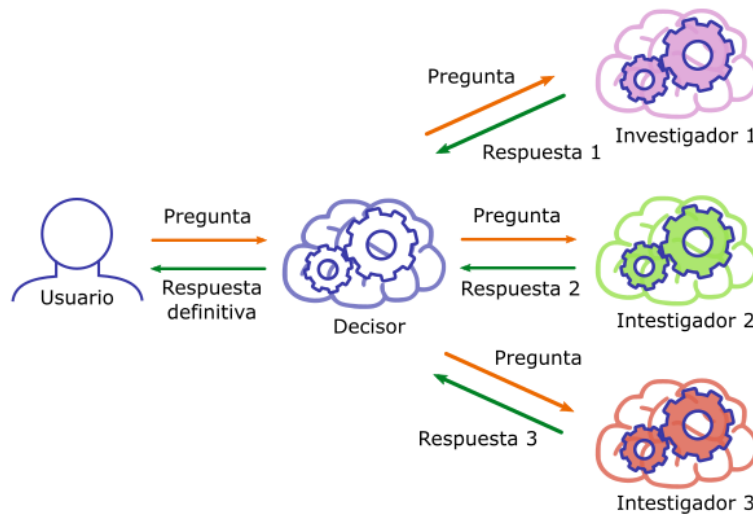 Pregunta
Respuesta 1
Investigador 1
Pregunta
Respuesta
definitiva
Usuario
Decisor
Pregunta
Respuesta 2
Intestigador 2
Pregunta
Respuesta 3
Intestigador 3